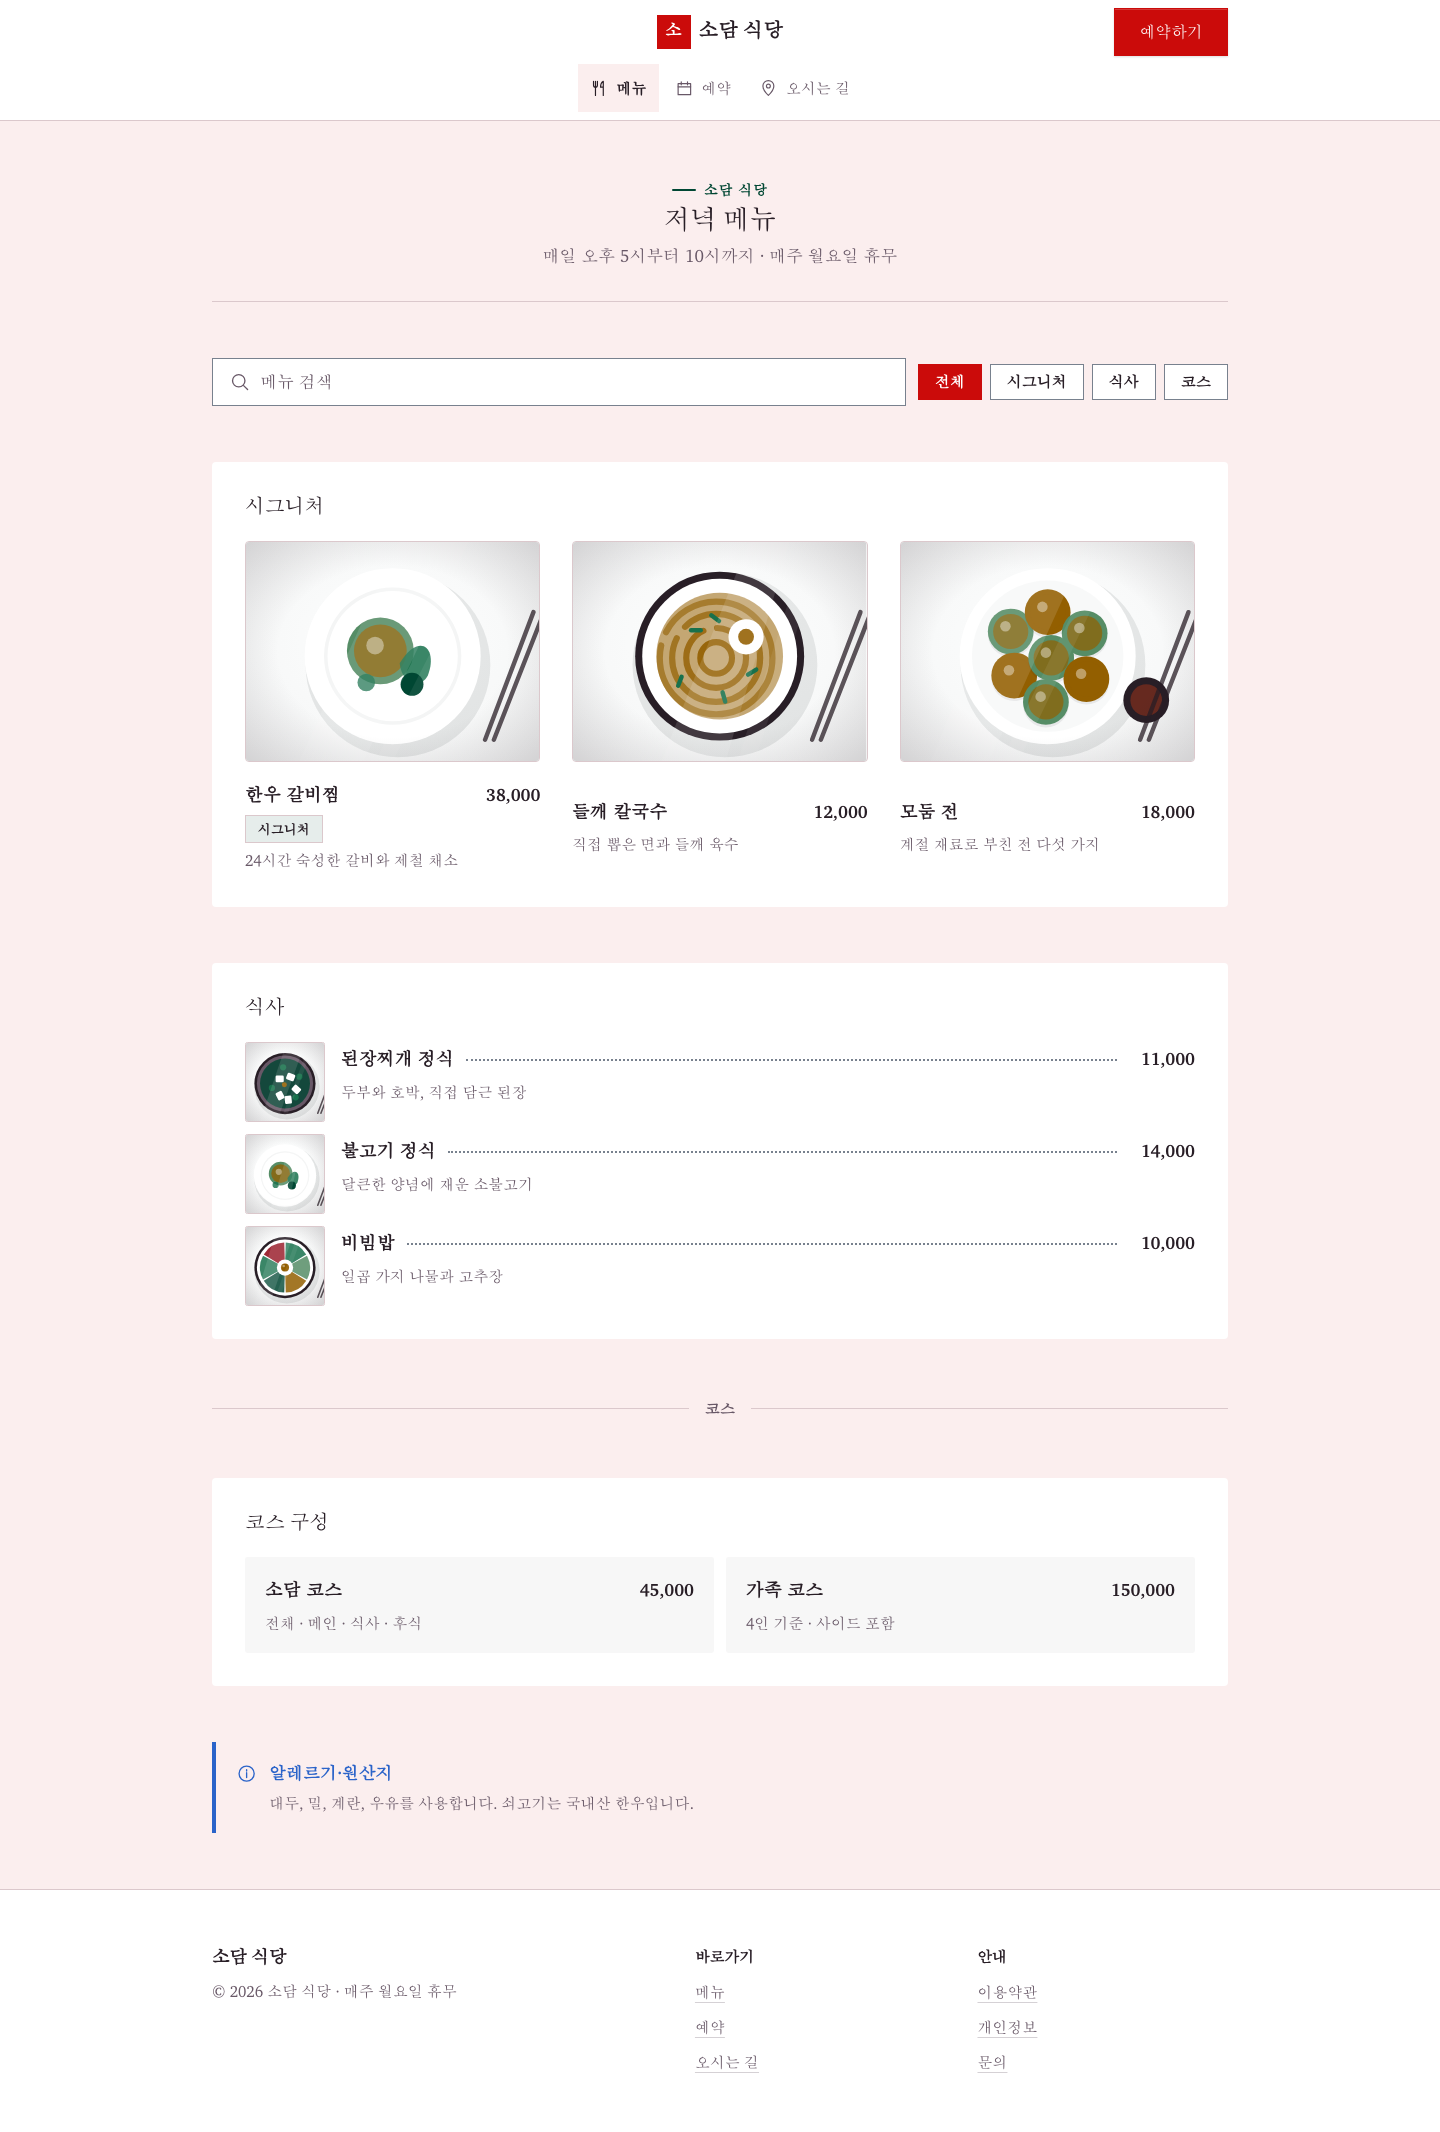 소 소담 식당
예약하기
메뉴 예약 오시는 길
소담 식당
저녁 메뉴
매일 오후 5시부터 10시까지 · 매주 월요일 휴무
메뉴 검색
전체 시그니처 식사 코스
시그니처
한우 갈비찜 38,000
시그니처
24시간 숙성한 갈비와 제철 채소
들깨 칼국수 12,000
직접 뽑은 면과 들깨 육수
모둠 전 18,000
계절 재료로 부친 전 다섯 가지
식사
된장찌개 정식 11,000
두부와 호박, 직접 담근 된장
불고기 정식 14,000
달큰한 양념에 재운 소불고기
비빔밥 10,000
일곱 가지 나물과 고추장
코스
코스 구성
소담 코스 45,000
전채 · 메인 · 식사 · 후식
가족 코스 150,000
4인 기준 · 사이드 포함
알레르기·원산지
대두, 밀, 계란, 우유를 사용합니다. 쇠고기는 국내산 한우입니다.
소담 식당
© 2026 소담 식당 · 매주 월요일 휴무
바로가기
메뉴
예약
오시는 길
안내
이용약관
개인정보
문의